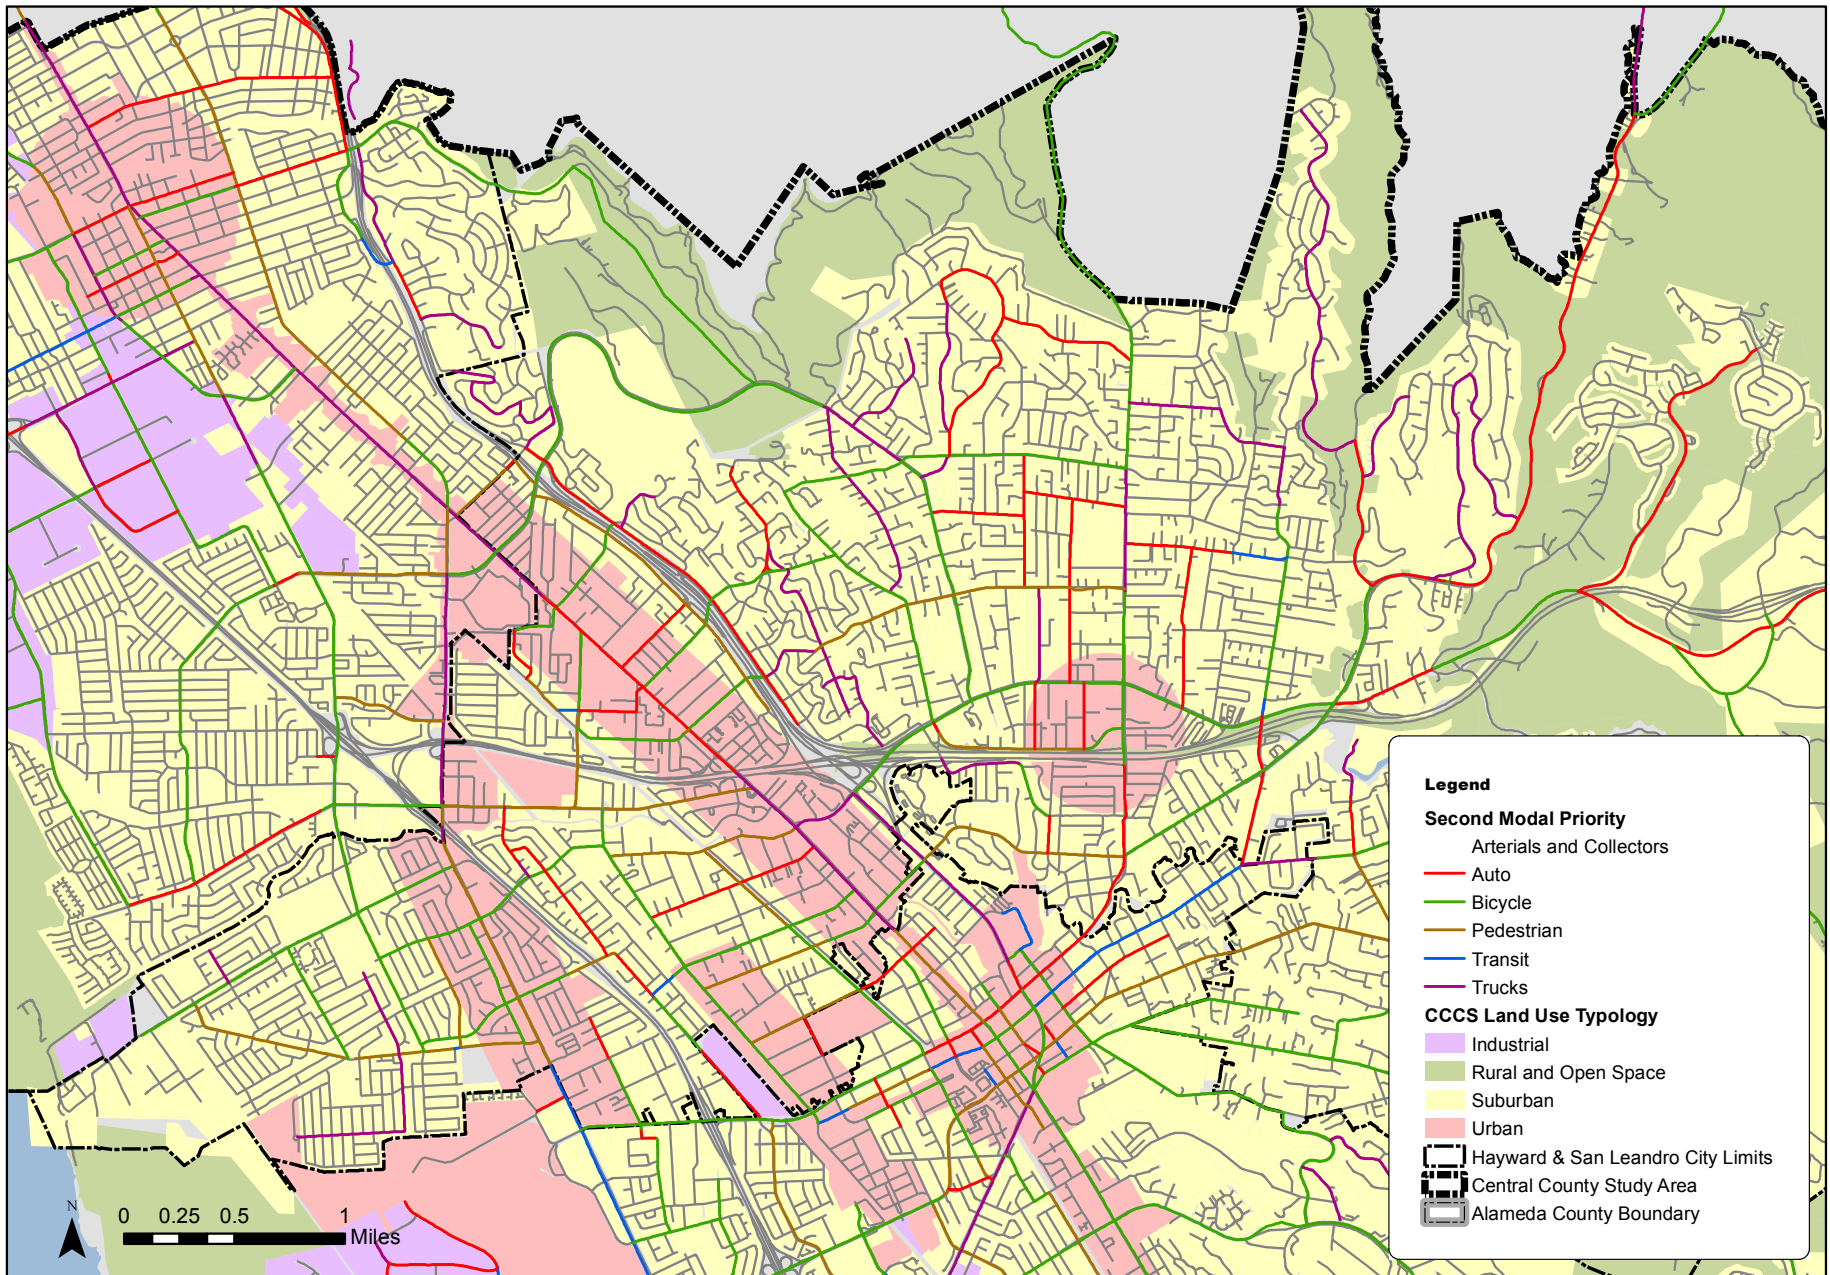 Legend
Second Modal Priority
Arterials and Collectors
Auto
Bicycle
Pedestrian
Transit
Trucks
CCCS Land Use Typology
Industrial
Rural and Open Space
Suburban
Urban
Hayward & San Leandro City Limits
Central County Study Area
Alameda County Boundary
N
0 0.25 0.5 1
Miles